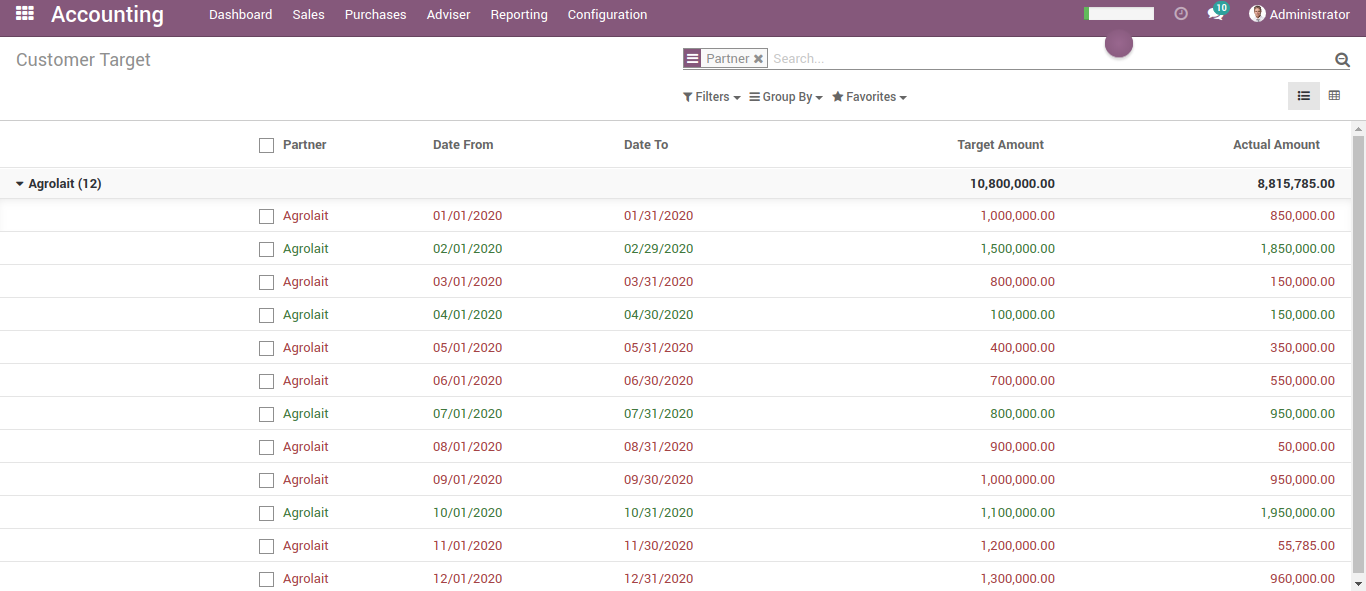 Accounting Dashboard Sales Purchases Adviser Reporting Configuration 10 Administrator
Customer Target Partner Search...
Filters Group By Favorites
Partner Date From Date To Target Amount Actual Amount
Agrolait (12) 10,800,000.00 8,815,785.00
Agrolait 01/01/2020 01/31/2020 1,000,000.00 850,000.00
Agrolait 02/01/2020 02/29/2020 1,500,000.00 1,850,000.00
Agrolait 03/01/2020 03/31/2020 800,000.00 150,000.00
Agrolait 04/01/2020 04/30/2020 100,000.00 150,000.00
Agrolait 05/01/2020 05/31/2020 400,000.00 350,000.00
Agrolait 06/01/2020 06/30/2020 700,000.00 550,000.00
Agrolait 07/01/2020 07/31/2020 800,000.00 950,000.00
Agrolait 08/01/2020 08/31/2020 900,000.00 50,000.00
Agrolait 09/01/2020 09/30/2020 1,000,000.00 950,000.00
Agrolait 10/01/2020 10/31/2020 1,100,000.00 1,950,000.00
Agrolait 11/01/2020 11/30/2020 1,200,000.00 55,785.00
Agrolait 12/01/2020 12/31/2020 1,300,000.00 960,000.00